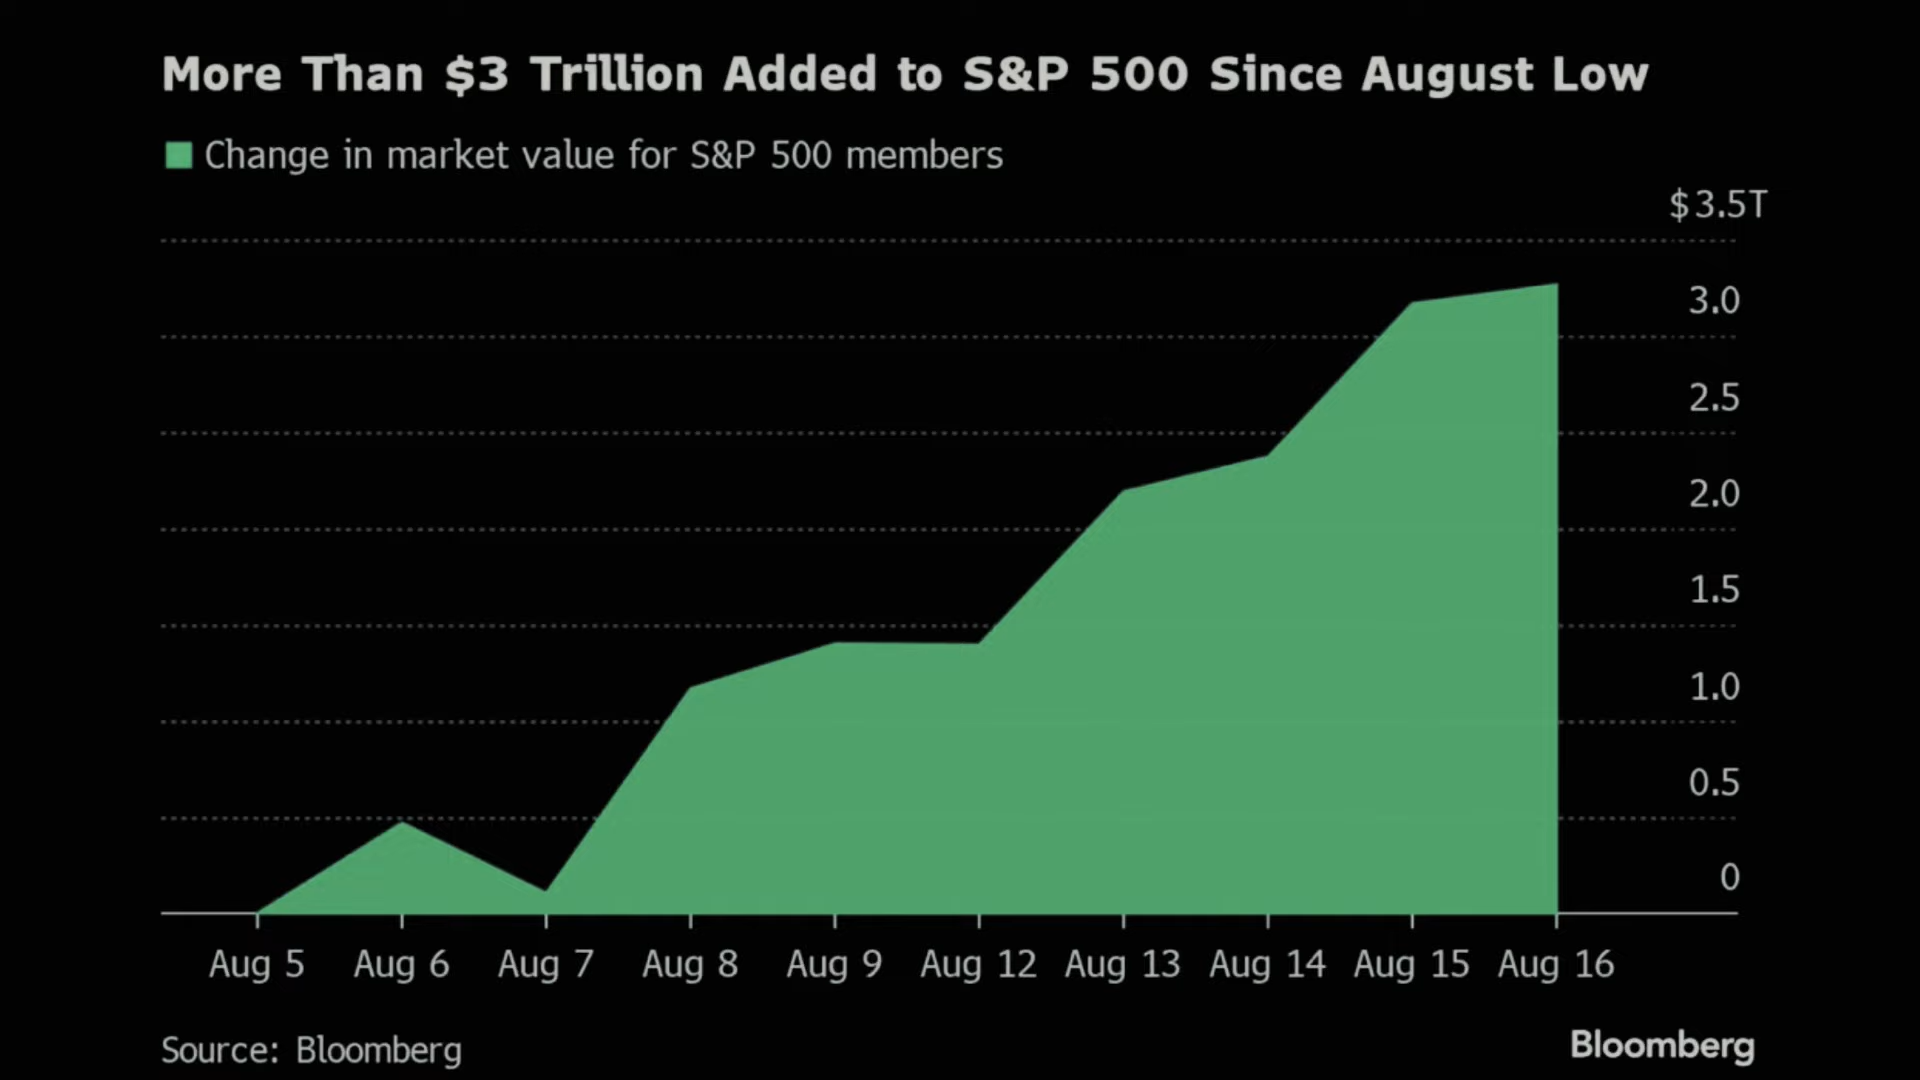 More Than $3 Trillion Added to S&P 500 Since August Low
Change in market value for S&P 500 members
$3.5T
3.0
2.5
2.0
1.5
1.0
0.5
0
Aug 5 Aug 6 Aug 7 Aug 8 Aug 9 Aug 12 Aug 13 Aug 14 Aug 15 Aug 16
Source: Bloomberg
Bloomberg